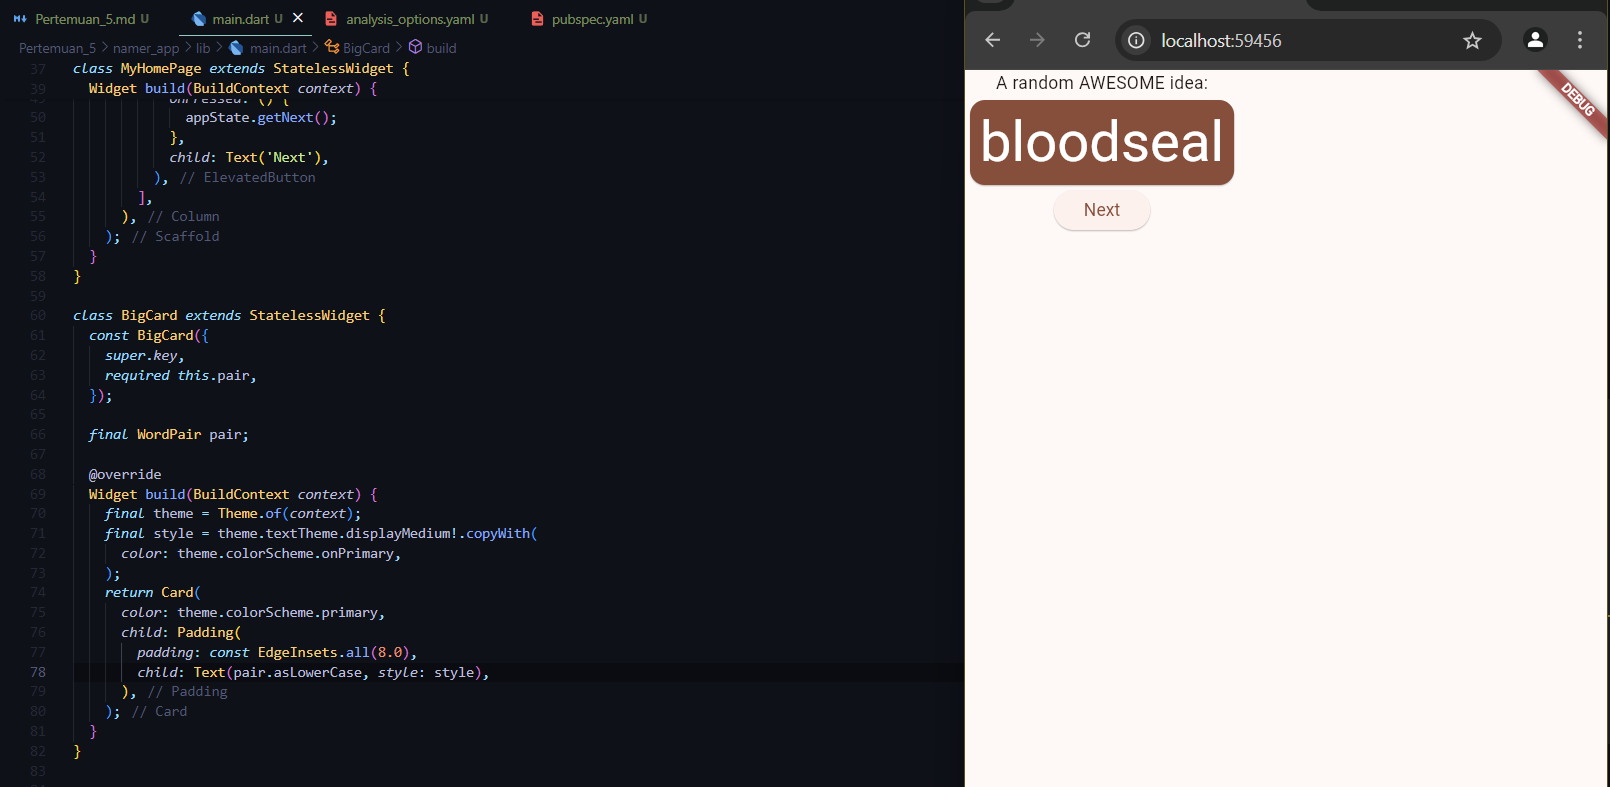 Pertemuan_5.md U
main.dart U
analysis_options.yaml U
pubspec.yaml U
Pertemuan_5 > namer_app > lib > main.dart > BigCard > build
37 class MyHomePage extends StatelessWidget {
39 Widget build(BuildContext context) {
49 onPressed: () {
50 appState.getNext();
51 },
52 child: Text('Next'),
53 ), // ElevatedButton
54 ],
55 ), // Column
56 ); // Scaffold
57 }
58 }
59
60 class BigCard extends StatelessWidget {
61 const BigCard({
62 super.key,
63 required this.pair,
64 });
65
66 final WordPair pair;
67
68 @override
69 Widget build(BuildContext context) {
70 final theme = Theme.of(context);
71 final style = theme.textTheme.displayMedium!.copyWith(
72 color: theme.colorScheme.onPrimary,
73 );
74 return Card(
75 color: theme.colorScheme.primary,
76 child: Padding(
77 padding: const EdgeInsets.all(8.0),
78 child: Text(pair.asLowerCase, style: style),
79 ), // Padding
80 ); // Card
81 }
82 }
83
localhost:59456
A random AWESOME idea:
DEBUG
bloodseal
Next